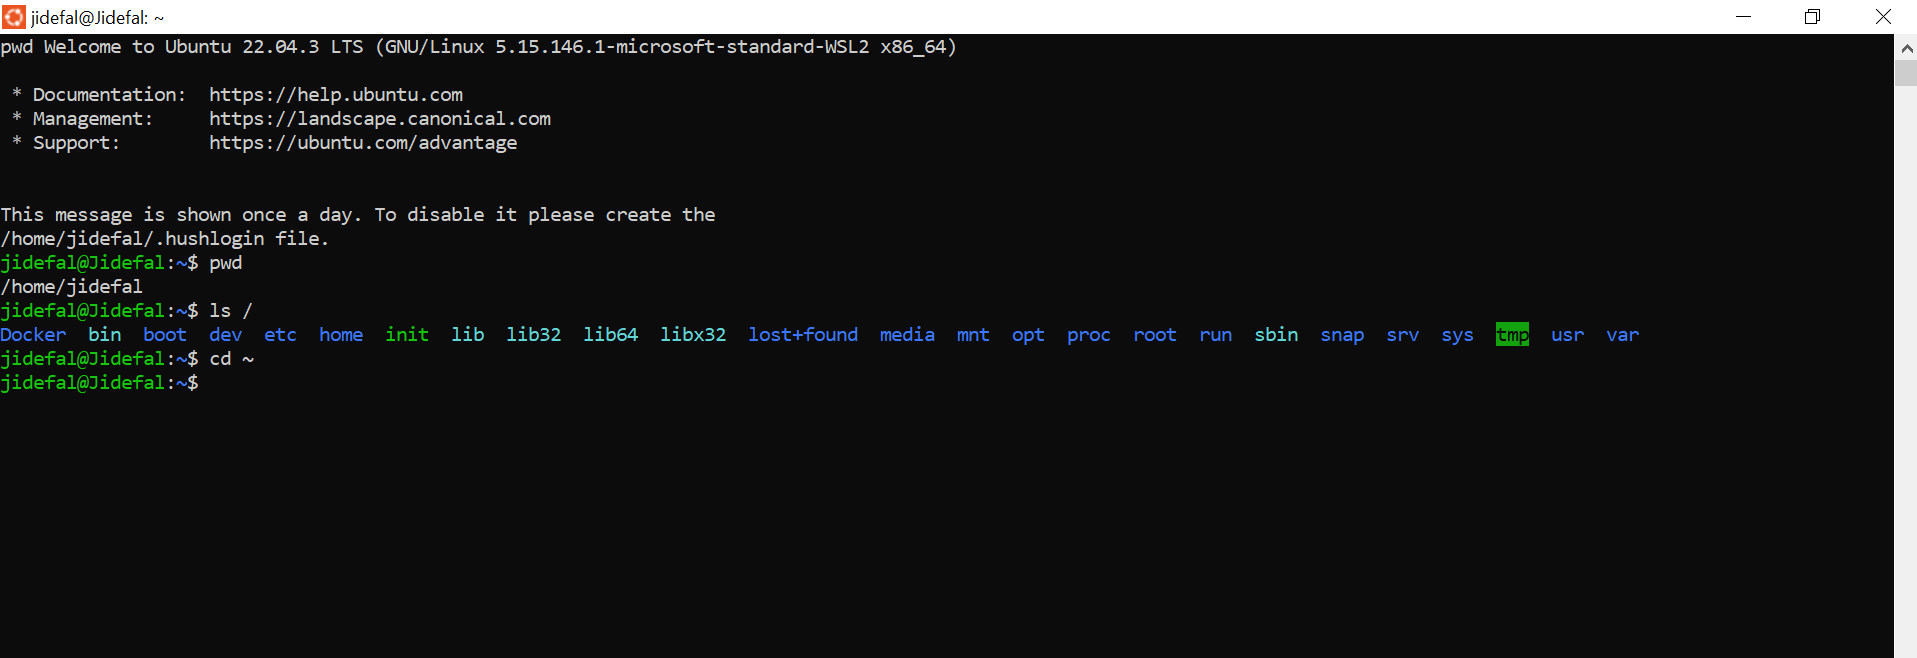 jidefal@Jidefal: ~
pwd Welcome to Ubuntu 22.04.3 LTS (GNU/Linux 5.15.146.1-microsoft-standard-WSL2 x86_64)
* Documentation:  https://help.ubuntu.com
* Management:     https://landscape.canonical.com
* Support:        https://ubuntu.com/advantage
This message is shown once a day. To disable it please create the
/home/jidefal/.hushlogin file.
jidefal@Jidefal:~$ pwd
/home/jidefal
jidefal@Jidefal:~$ ls /
Docker  bin  boot  dev  etc  home  init  lib  lib32  lib64  libx32  lost+found  media  mnt  opt  proc  root  run  sbin  snap  srv  sys  tmp  usr  var
jidefal@Jidefal:~$ cd ~
jidefal@Jidefal:~$